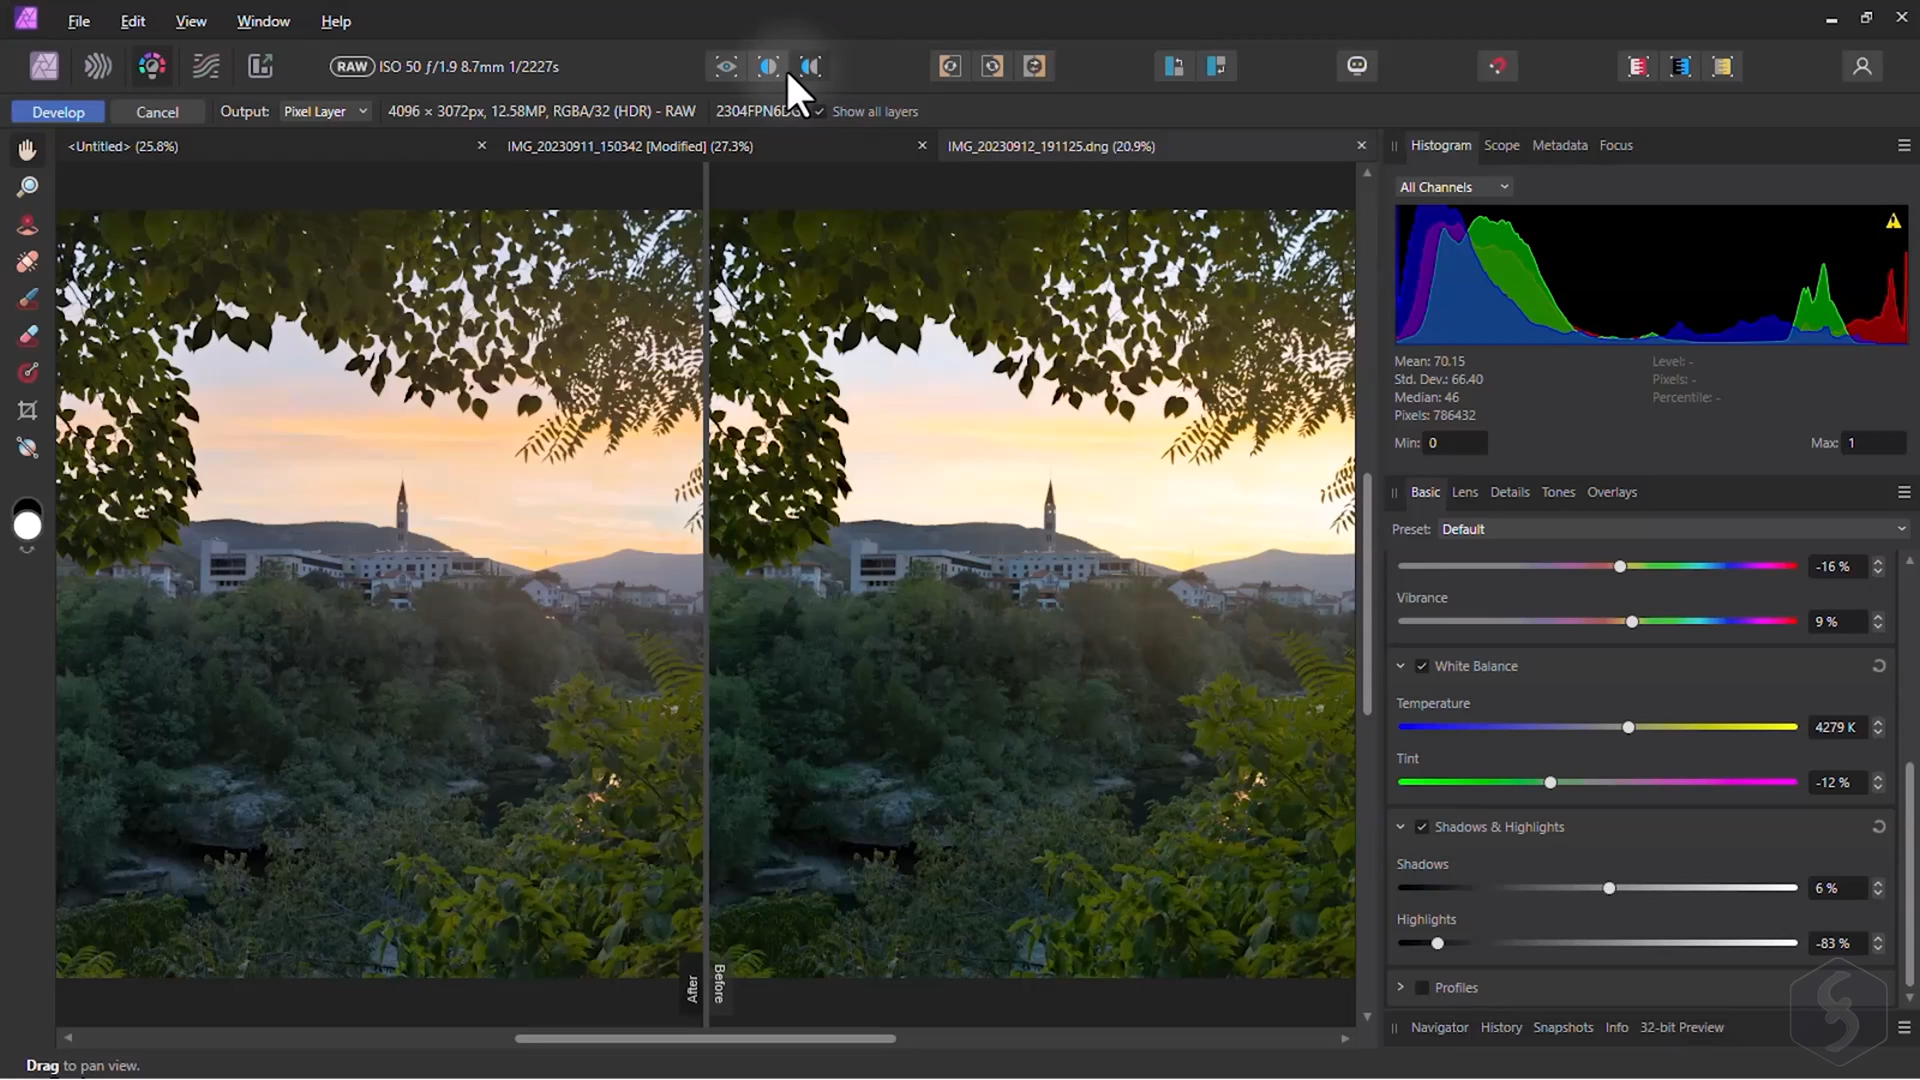 File Edit View Window Help
RAW ISO 50 ƒ/1.9 8.7mm 1/2227s
Develop Cancel Output: Pixel Layer 4096 × 3072px, 12.58MP, RGBA/32 (HDR) - RAW Show all layers
<Untitled> (25.8%) IMG_20230911_150342 [Modified] (27.3%) IMG_20230912_191125.dng (20.9%)
Histogram Scope Metadata Focus
All Channels
Mean: 70.15 Level: -
Std. Dev.: 66.40 Pixels: -
Median: 46 Percentile: -
Pixels: 786432
Min: 0 Max: 1
Basic Lens Details Tones Overlays
Preset: Default
-16 %
Vibrance
9 %
White Balance
Temperature
4279 K
Tint
-12 %
Shadows & Highlights
Shadows
6 %
Highlights
-83 %
Profiles
After Before
Navigator History Snapshots Info 32-bit Preview
Drag to pan view.